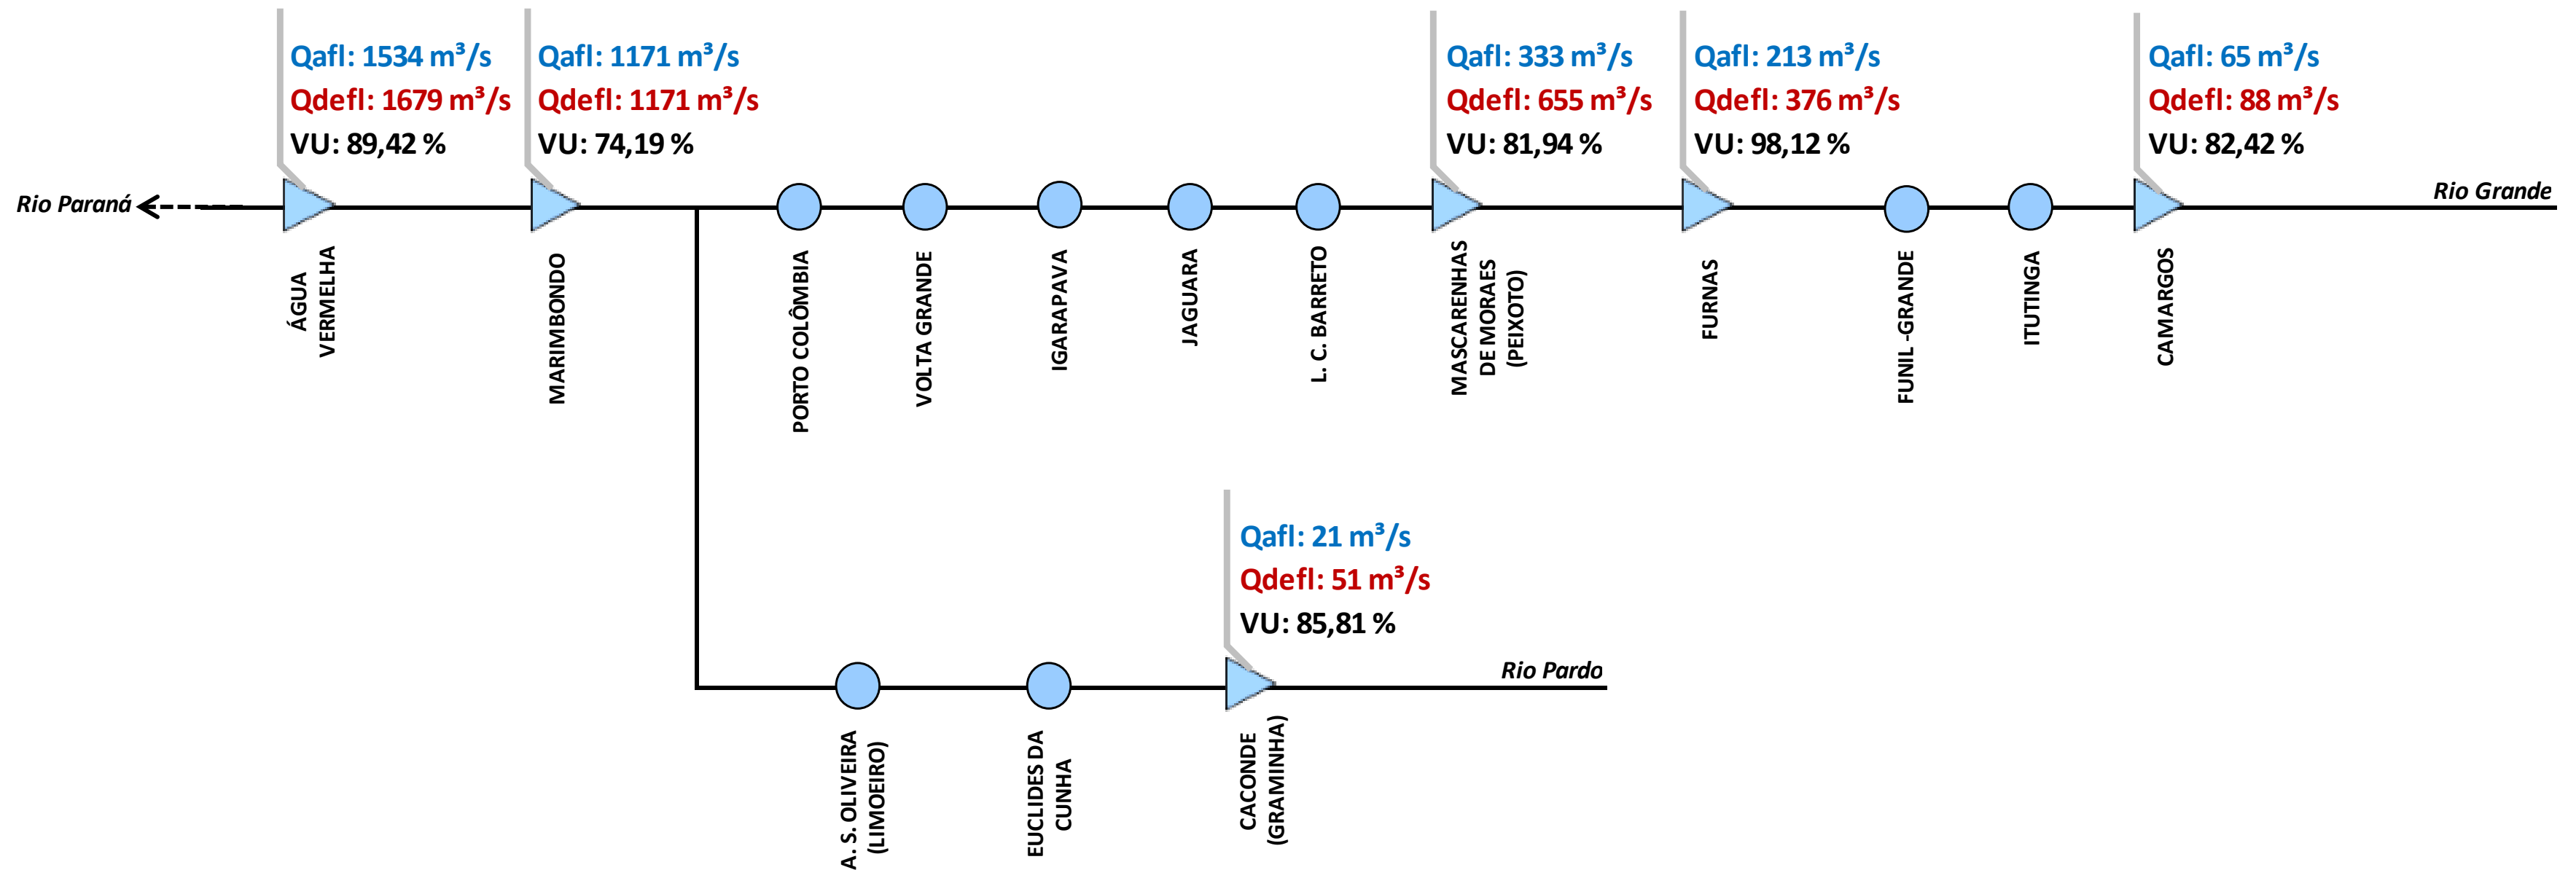 Qafl: 1534 m³/s
Qdefl: 1679 m³/s
VU: 89,42 %
Qafl: 1171 m³/s
Qdefl: 1171 m³/s
VU: 74,19 %
Qafl: 333 m³/s
Qdefl: 655 m³/s
VU: 81,94 %
Qafl: 213 m³/s
Qdefl: 376 m³/s
VU: 98,12 %
Qafl: 65 m³/s
Qdefl: 88 m³/s
VU: 82,42 %
Rio Paraná
Rio Grande
ÁGUA
VERMELHA
MARIMBONDO
PORTO COLÔMBIA
VOLTA GRANDE
IGARAPAVA
JAGUARA
L. C. BARRETO
MASCARENHAS
DE MORAES
(PEIXOTO)
FURNAS
FUNIL -GRANDE
ITUTINGA
CAMARGOS
Qafl: 21 m³/s
Qdefl: 51 m³/s
VU: 85,81 %
Rio Pardo
A. S. OLIVEIRA
(LIMOEIRO)
EUCLIDES DA
CUNHA
CACONDE
(GRAMINHA)